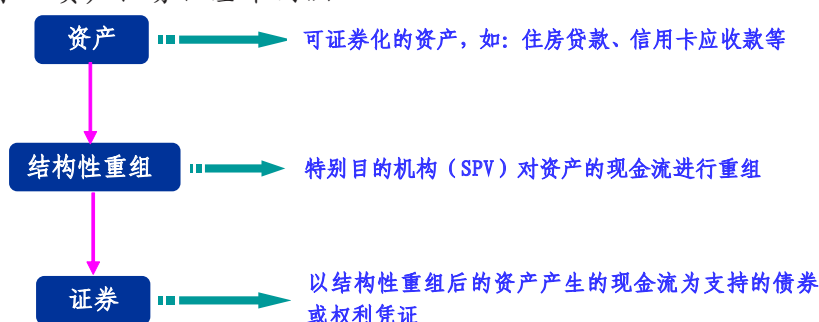 资产
可证券化的资产，如：住房贷款、信用卡应收款等
结构性重组
特别目的机构（SPV）对资产的现金流进行重组
证券
以结构性重组后的资产产生的现金流为支持的债券
或权利凭证